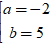 a = −2
b = 5